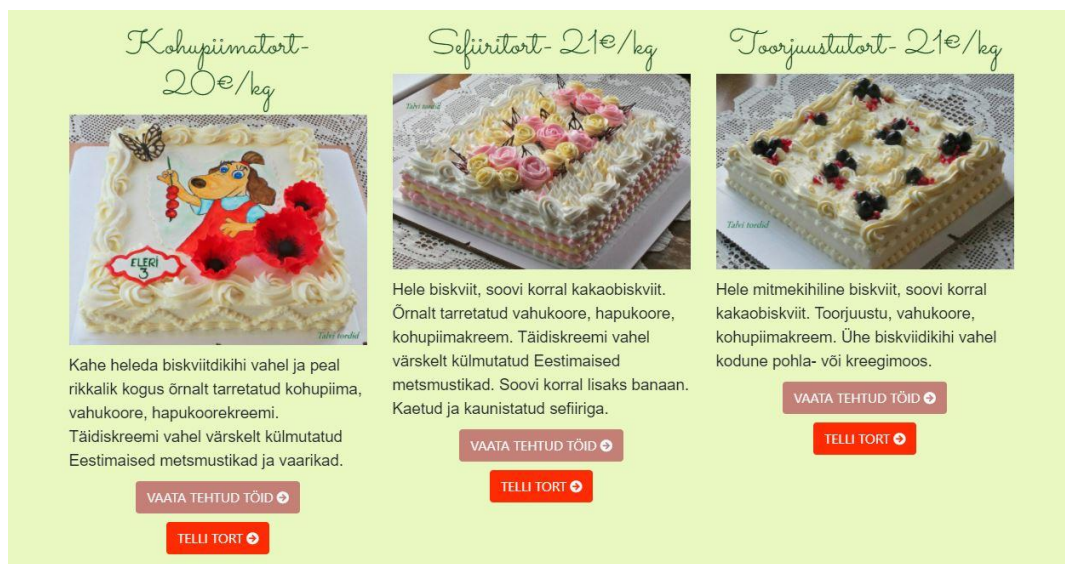 Kohupiimatort-
20€/kg
ELERI
3
Talvi tordid
Kahe heleda biskviitdikihi vahel ja peal
rikkalik kogus õrnalt tarretatud kohupiima,
vahukoore, hapukoorekreemi.
Täidiskreemi vahel värskelt külmutatud
Eestimaised metsmustikad ja vaarikad.
VAATA TEHTUD TÖID
TELLI TORT
Sefiiritort- 21€/kg
Talvi tordid
Hele biskviit, soovi korral kakaobiskviit.
Õrnalt tarretatud vahukoore, hapukoore,
kohupiimakreem. Täidiskreemi vahel
värskelt külmutatud Eestimaised
metsmustikad. Soovi korral lisaks banaan.
Kaetud ja kaunistatud sefiiriga.
VAATA TEHTUD TÖID
TELLI TORT
Toorjuustutort- 21€/kg
Talvi tordid
Hele mitmekihiline biskviit, soovi korral
kakaobiskviit. Toorjuustu, vahukoore,
kohupiimakreem. Ühe biskviidikihi vahel
kodune pohla- või kreegimoos.
VAATA TEHTUD TÖID
TELLI TORT